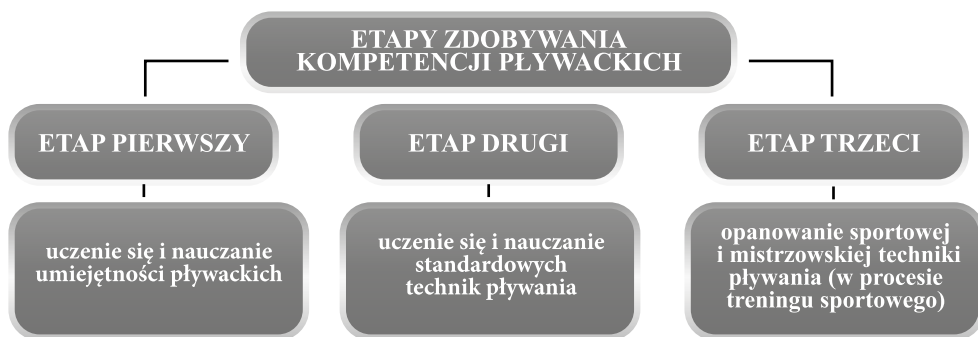 ETAPY ZDOBYWANIA
KOMPETENCJI PŁYWACKICH
ETAP PIERWSZY
ETAP DRUGI
ETAP TRZECI
uczenie się i nauczanie
umiejętności pływackich
uczenie się i nauczanie
standardowych
technik pływania
opanowanie sportowej
i mistrzowskiej techniki
pływania (w procesie
treningu sportowego)